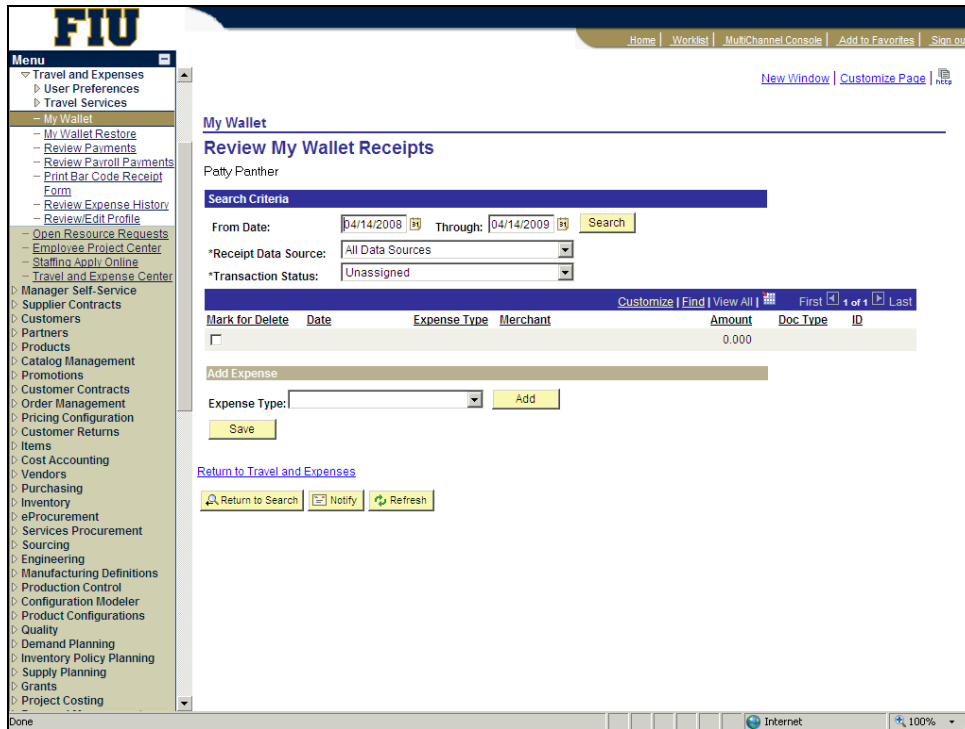 FIU
Home | Worklist | MultiChannel Console | Add to Favorites | Sign ou
Menu
Travel and Expenses
User Preferences
Travel Services
– My Wallet
– My Wallet Restore
– Review Payments
– Review Payroll Payments
– Print Bar Code Receipt
Form
– Review Expense History
– Review/Edit Profile
– Open Resource Requests
– Employee Project Center
– Staffing Apply Online
– Travel and Expense Center
Manager Self-Service
Supplier Contracts
Customers
Partners
Products
Catalog Management
Promotions
Customer Contracts
Order Management
Pricing Configuration
Customer Returns
Items
Cost Accounting
Vendors
Purchasing
Inventory
eProcurement
Services Procurement
Sourcing
Engineering
Manufacturing Definitions
Production Control
Configuration Modeler
Product Configurations
Quality
Demand Planning
Inventory Policy Planning
Supply Planning
Grants
Project Costing
New Window | Customize Page | http
My Wallet
Review My Wallet Receipts
Patty Panther
Search Criteria
From Date: 04/14/2008 31 Through: 04/14/2009 31 Search
*Receipt Data Source: All Data Sources
*Transaction Status: Unassigned
Customize | Find | View All | First 1 of 1 Last
Mark for Delete Date Expense Type Merchant Amount Doc Type ID
0.000
Add Expense
Expense Type: Add
Save
Return to Travel and Expenses
Return to Search Notify Refresh
Done Internet 100%